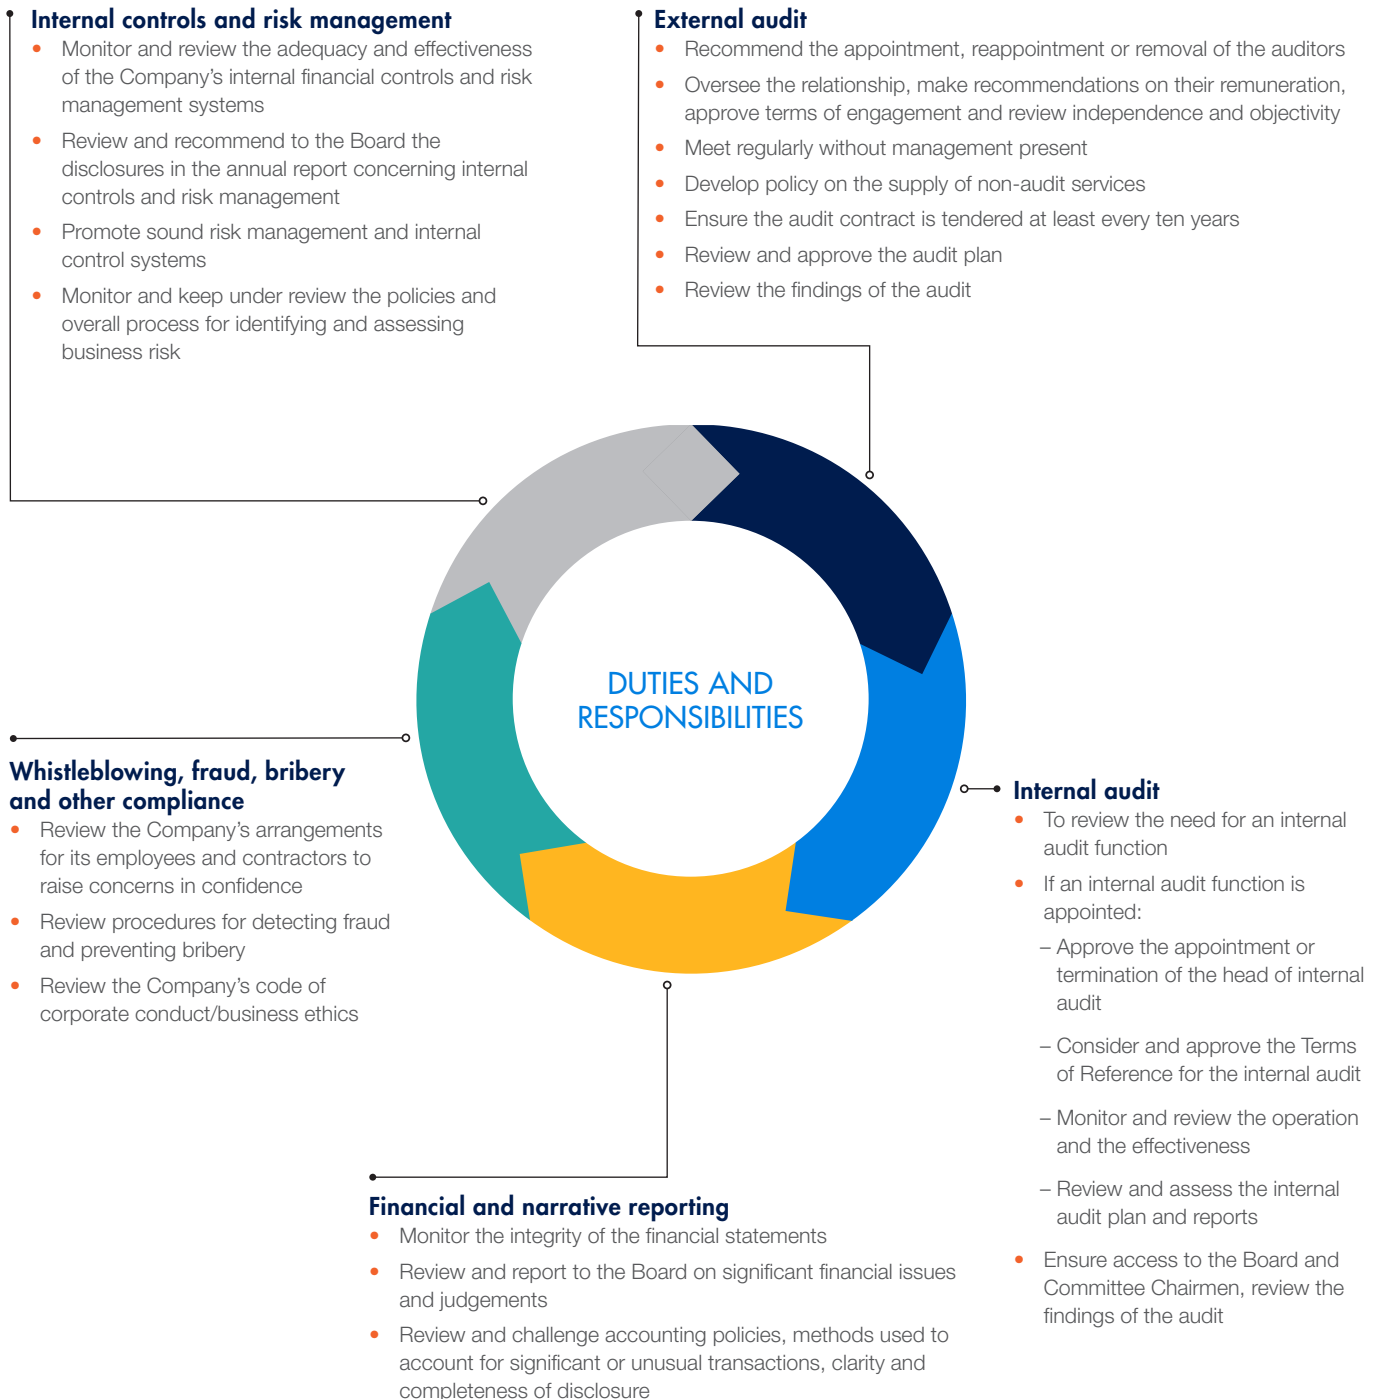 Internal controls and risk management
• Monitor and review the adequacy and effectiveness
of the Company’s internal financial controls and risk
management systems
• Review and recommend to the Board the
disclosures in the annual report concerning internal
controls and risk management
• Promote sound risk management and internal
control systems
• Monitor and keep under review the policies and
overall process for identifying and assessing
business risk
External audit
• Recommend the appointment, reappointment or removal of the auditors
• Oversee the relationship, make recommendations on their remuneration,
approve terms of engagement and review independence and objectivity
• Meet regularly without management present
• Develop policy on the supply of non-audit services
• Ensure the audit contract is tendered at least every ten years
• Review and approve the audit plan
• Review the findings of the audit
DUTIES AND
RESPONSIBILITIES
Whistleblowing, fraud, bribery
and other compliance
• Review the Company’s arrangements
for its employees and contractors to
raise concerns in confidence
• Review procedures for detecting fraud
and preventing bribery
• Review the Company’s code of
corporate conduct/business ethics
Internal audit
• To review the need for an internal
audit function
• If an internal audit function is
appointed:
– Approve the appointment or
termination of the head of internal
audit
– Consider and approve the Terms
of Reference for the internal audit
– Monitor and review the operation
and the effectiveness
– Review and assess the internal
audit plan and reports
• Ensure access to the Board and
Committee Chairmen, review the
findings of the audit
Financial and narrative reporting
• Monitor the integrity of the financial statements
• Review and report to the Board on significant financial issues
and judgements
• Review and challenge accounting policies, methods used to
account for significant or unusual transactions, clarity and
completeness of disclosure